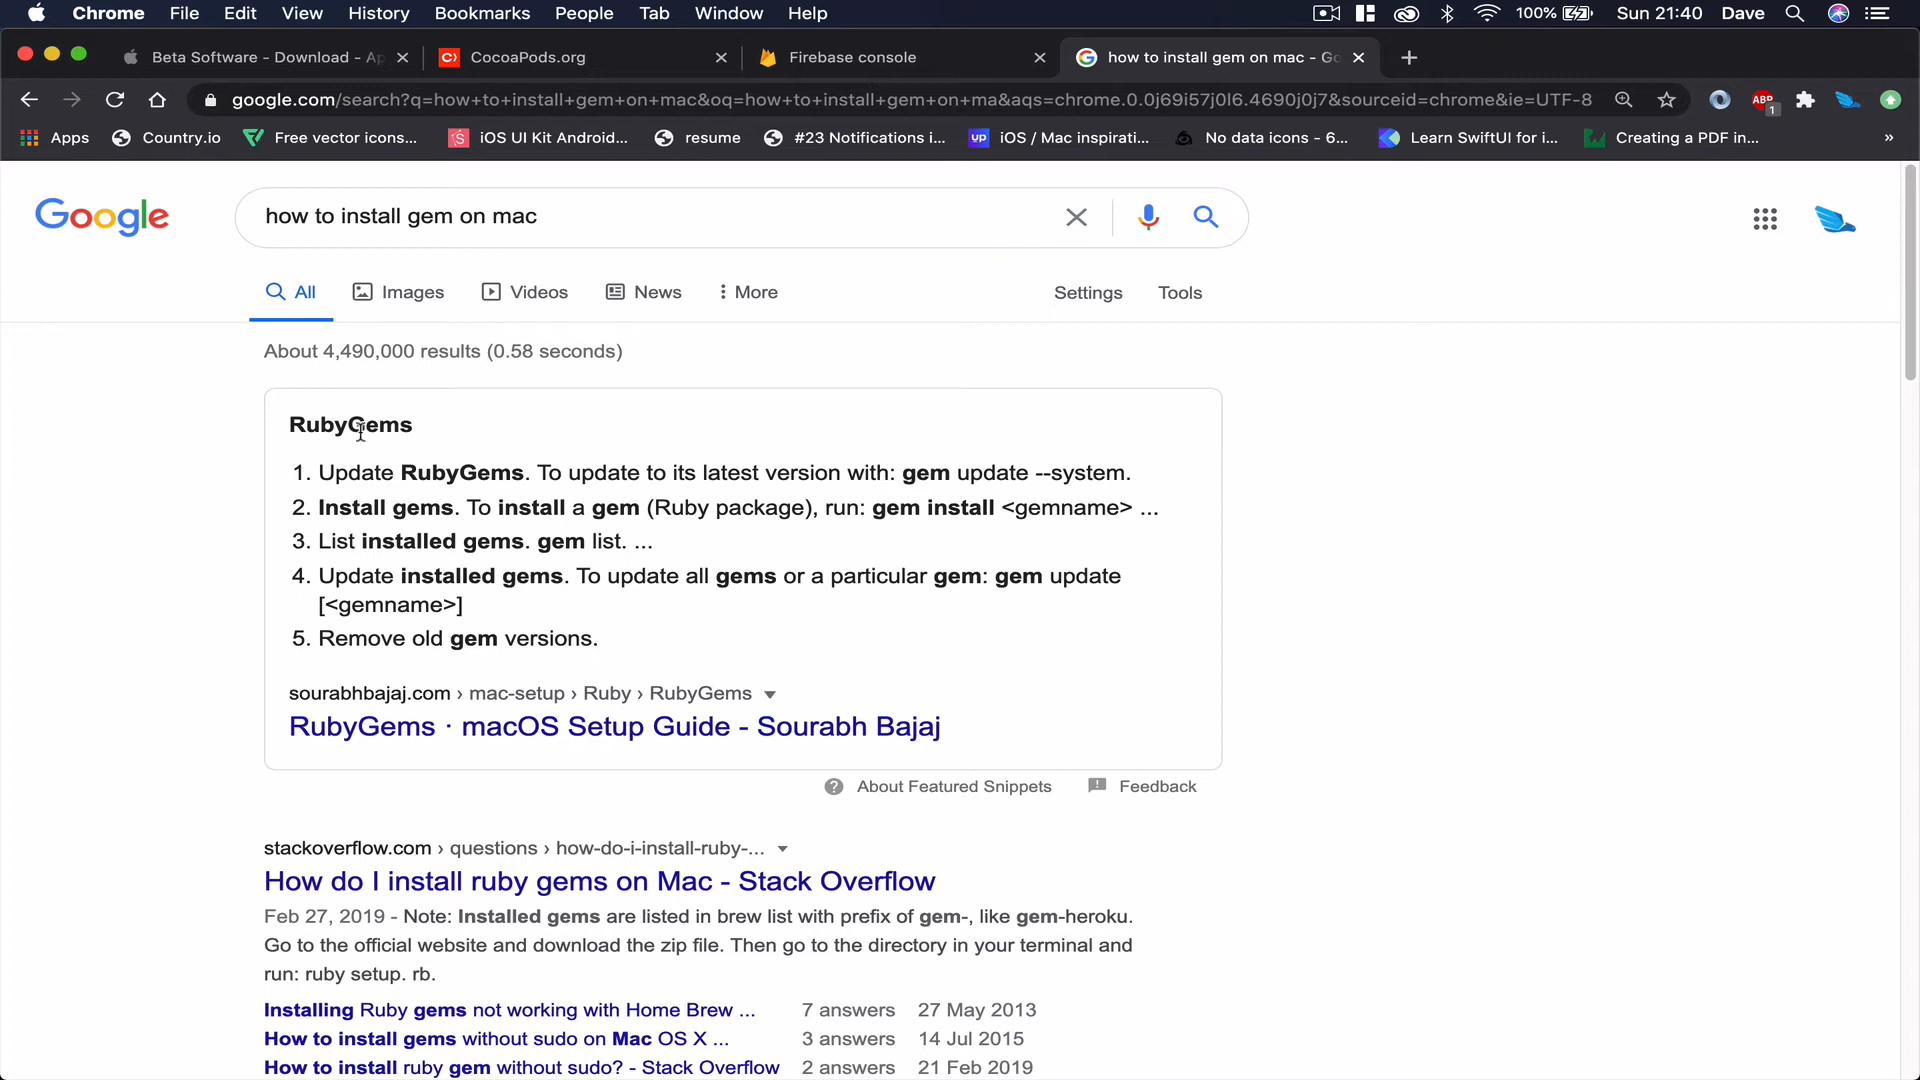 Chrome File Edit View History Bookmarks People Tab Window Help 100% Sun 21:40 Dave
Beta Software - Download - Ap CocoaPods.org Firebase console how to install gem on mac - Go
google.com/search?q=how+to+install+gem+on+mac&oq=how+to+install+gem+on+ma&aqs=chrome.0.0j69i57j0l6.4690j0j7&sourceid=chrome&ie=UTF-8 ABP 1
Apps Country.io Free vector icons... iOS UI Kit Android... resume #23 Notifications i... up iOS / Mac inspirati... No data icons - 6... Learn SwiftUI for i... Creating a PDF in... »
Google how to install gem on mac
All Images Videos News More Settings Tools
About 4,490,000 results (0.58 seconds)
RubyGems
1. Update RubyGems. To update to its latest version with: gem update --system.
2. Install gems. To install a gem (Ruby package), run: gem install <gemname> ...
3. List installed gems. gem list. ...
4. Update installed gems. To update all gems or a particular gem: gem update
[<gemname>]
5. Remove old gem versions.
sourabhbajaj.com › mac-setup › Ruby › RubyGems
RubyGems · macOS Setup Guide - Sourabh Bajaj
About Featured Snippets Feedback
stackoverflow.com › questions › how-do-i-install-ruby-...
How do I install ruby gems on Mac - Stack Overflow
Feb 27, 2019 - Note: Installed gems are listed in brew list with prefix of gem-, like gem-heroku.
Go to the official website and download the zip file. Then go to the directory in your terminal and
run: ruby setup. rb.
Installing Ruby gems not working with Home Brew ... 7 answers 27 May 2013
How to install gems without sudo on Mac OS X ... 3 answers 14 Jul 2015
How to install ruby gem without sudo? - Stack Overflow 2 answers 21 Feb 2019